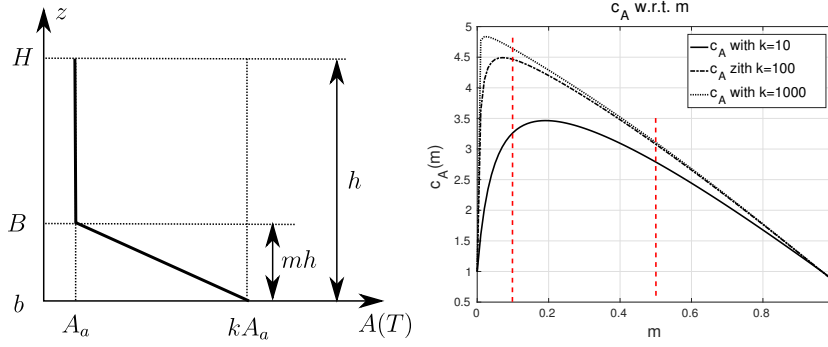 z
H
h
B
mh
b
A_a
kA_a
A(T)
c_A w.r.t. m
c_A with k=10
c_A zith k=100
c_A with k=1000
c_A(m)
5
4.5
4
3.5
3
2.5
2
1.5
1
0.5
0
0.2
0.4
0.6
0.8
m